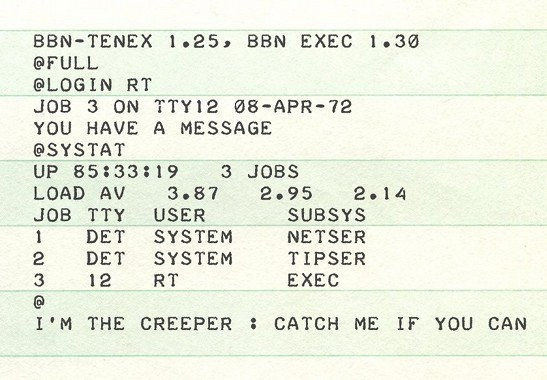 BBN-TENEX 1.25, BBN EXEC 1.30
@FULL
@LOGIN RT
JOB 3 ON TTY12 08-APR-72
YOU HAVE A MESSAGE
@SYSTAT
UP 85:33:19   3 JOBS
LOAD AV   3.87   2.95   2.14
JOB TTY  USER      SUBSYS
1   DET  SYSTEM    NETSER
2   DET  SYSTEM    TIPSER
3   12   RT        EXEC
@
I'M THE CREEPER : CATCH ME IF YOU CAN